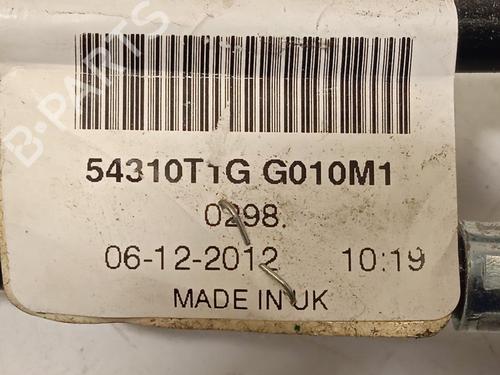 B-PARTS
54310T1G G010M1
0298.
06-12-2012 10:19
MADE IN UK